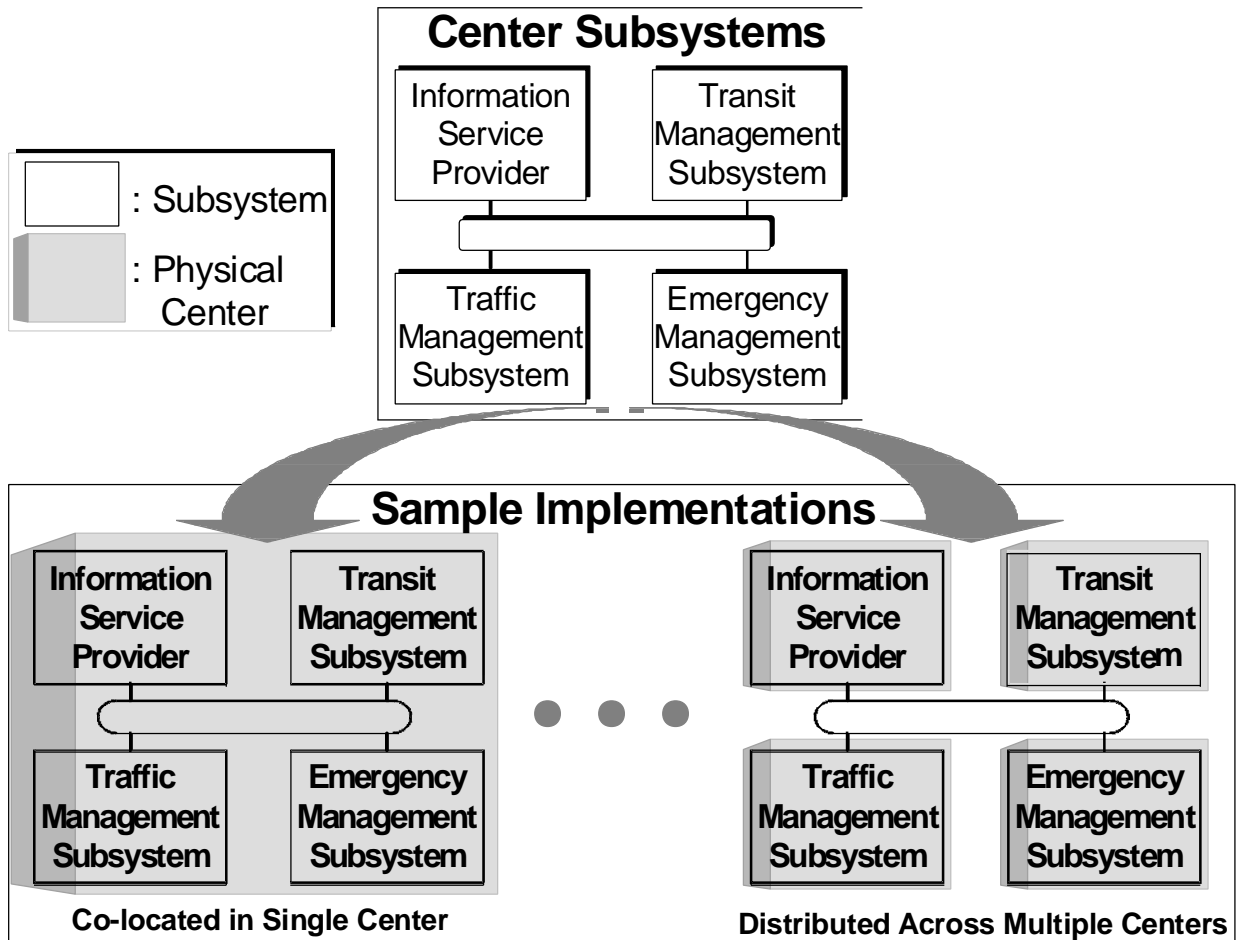 Center Subsystems
Information
Service
Provider
Transit
Management
Subsystem
: Subsystem
: Physical
Center
Traffic
Management
Subsystem
Emergency
Management
Subsystem
Sample Implementations
Information
Service
Provider
Transit
Management
Subsystem
Traffic
Management
Subsystem
Emergency
Management
Subsystem
Co-located in Single Center
Information
Service
Provider
Transit
Management
Subsystem
Traffic
Management
Subsystem
Emergency
Management
Subsystem
Distributed Across Multiple Centers